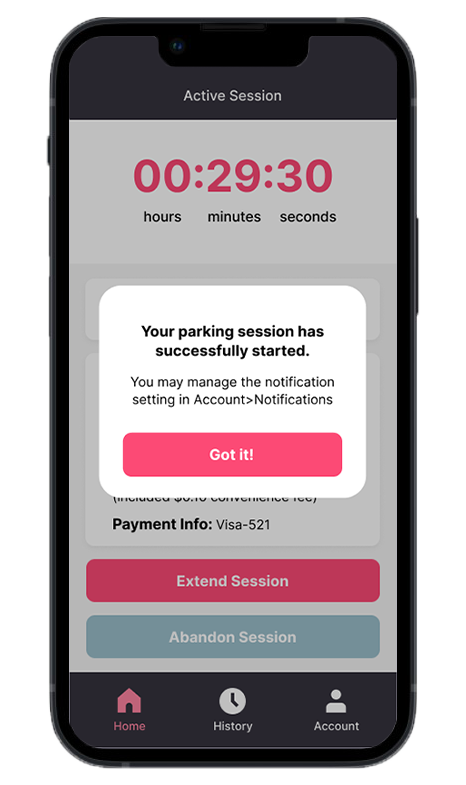 Active Session
00:29:30
hours minutes seconds
Your parking session has
successfully started.
You may manage the notification
setting in Account>Notifications
Got it!
(included $0.10 convenience fee)
Payment Info: Visa-521
Extend Session
Abandon Session
Home History Account